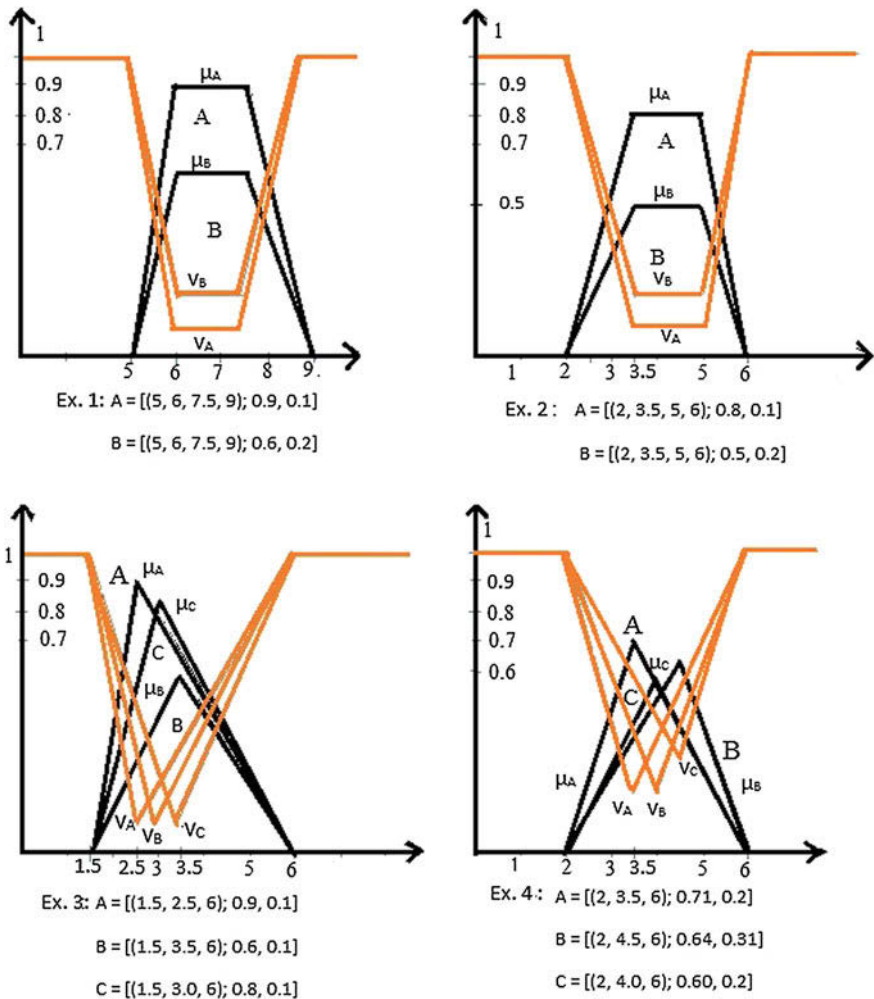 1
0.9
0.8
0.7
μA
A
μB
B
VB
VA
5 6 7 8 9
Ex. 1: A = [(5, 6, 7.5, 9); 0.9, 0.1]
B = [(5, 6, 7.5, 9); 0.6, 0.2]
1
0.9
0.8
0.7
0.5
μA
A
μB
B
VB
VA
1 2 3 3.5 5 6
Ex. 2: A = [(2, 3.5, 5, 6); 0.8, 0.1]
B = [(2, 3.5, 5, 6); 0.5, 0.2]
1
0.9
0.8
0.7
A
μA
μC
C
μB
B
VA VB VC
1.5 2.5 3 3.5 6
Ex. 3: A = [(1.5, 2.5, 6); 0.9, 0.1]
B = [(1.5, 3.5, 6); 0.6, 0.1]
C = [(1.5, 3.0, 6); 0.8, 0.1]
1
0.9
0.8
0.7
0.6
A
μC
C
B
VC
μA
VA VB
μB
1 2 3 3.5 5 6
Ex. 4: A = [(2, 3.5, 6); 0.71, 0.2]
B = [(2, 4.5, 6); 0.64, 0.31]
C = [(2, 4.0, 6); 0.60, 0.2]